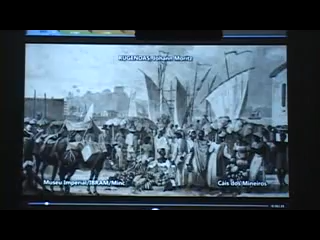 RUGENDAS, Johann Moritz
Museu Imperial/IBRAM/Minc
Cais dos Mineiros